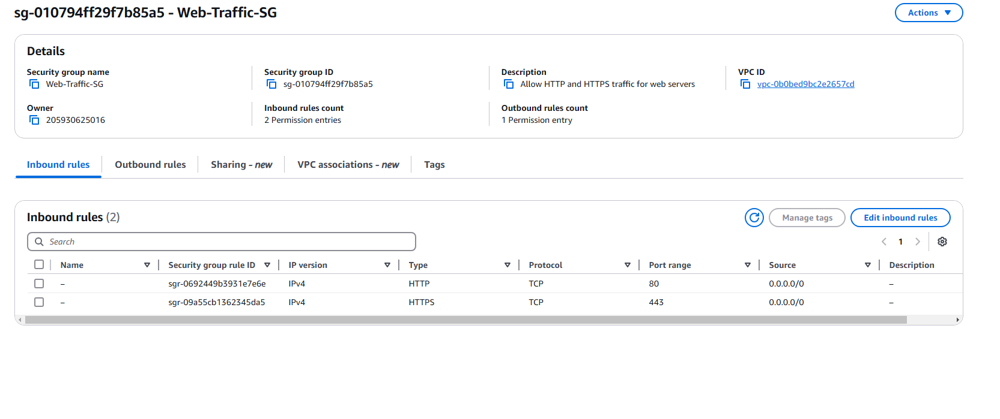 sg-010794ff29f7b85a5 - Web-Traffic-SG
Actions
Details
Security group name
Web-Traffic-SG
Security group ID
sg-010794ff29f7b85a5
Description
Allow HTTP and HTTPS traffic for web servers
VPC ID
vpc-0b0bed9bc2e2657cd
Owner
205930625016
Inbound rules count
2 Permission entries
Outbound rules count
1 Permission entry
Inbound rules Outbound rules Sharing - new VPC associations - new Tags
Inbound rules (2)
Manage tags
Edit inbound rules
Search
1
Name Security group rule ID IP version Type Protocol Port range Source Description
– sgr-0692449b3931e7e6e IPv4 HTTP TCP 80 0.0.0.0/0 –
– sgr-09a55cb1362345da5 IPv4 HTTPS TCP 443 0.0.0.0/0 –